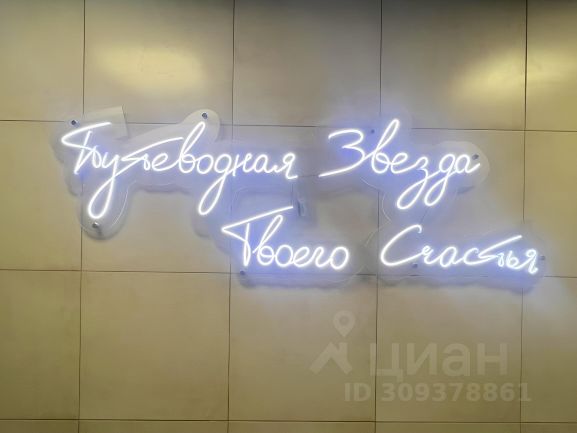 Путеводная Звезда
Твоего Счастья
циан
ID 309378861